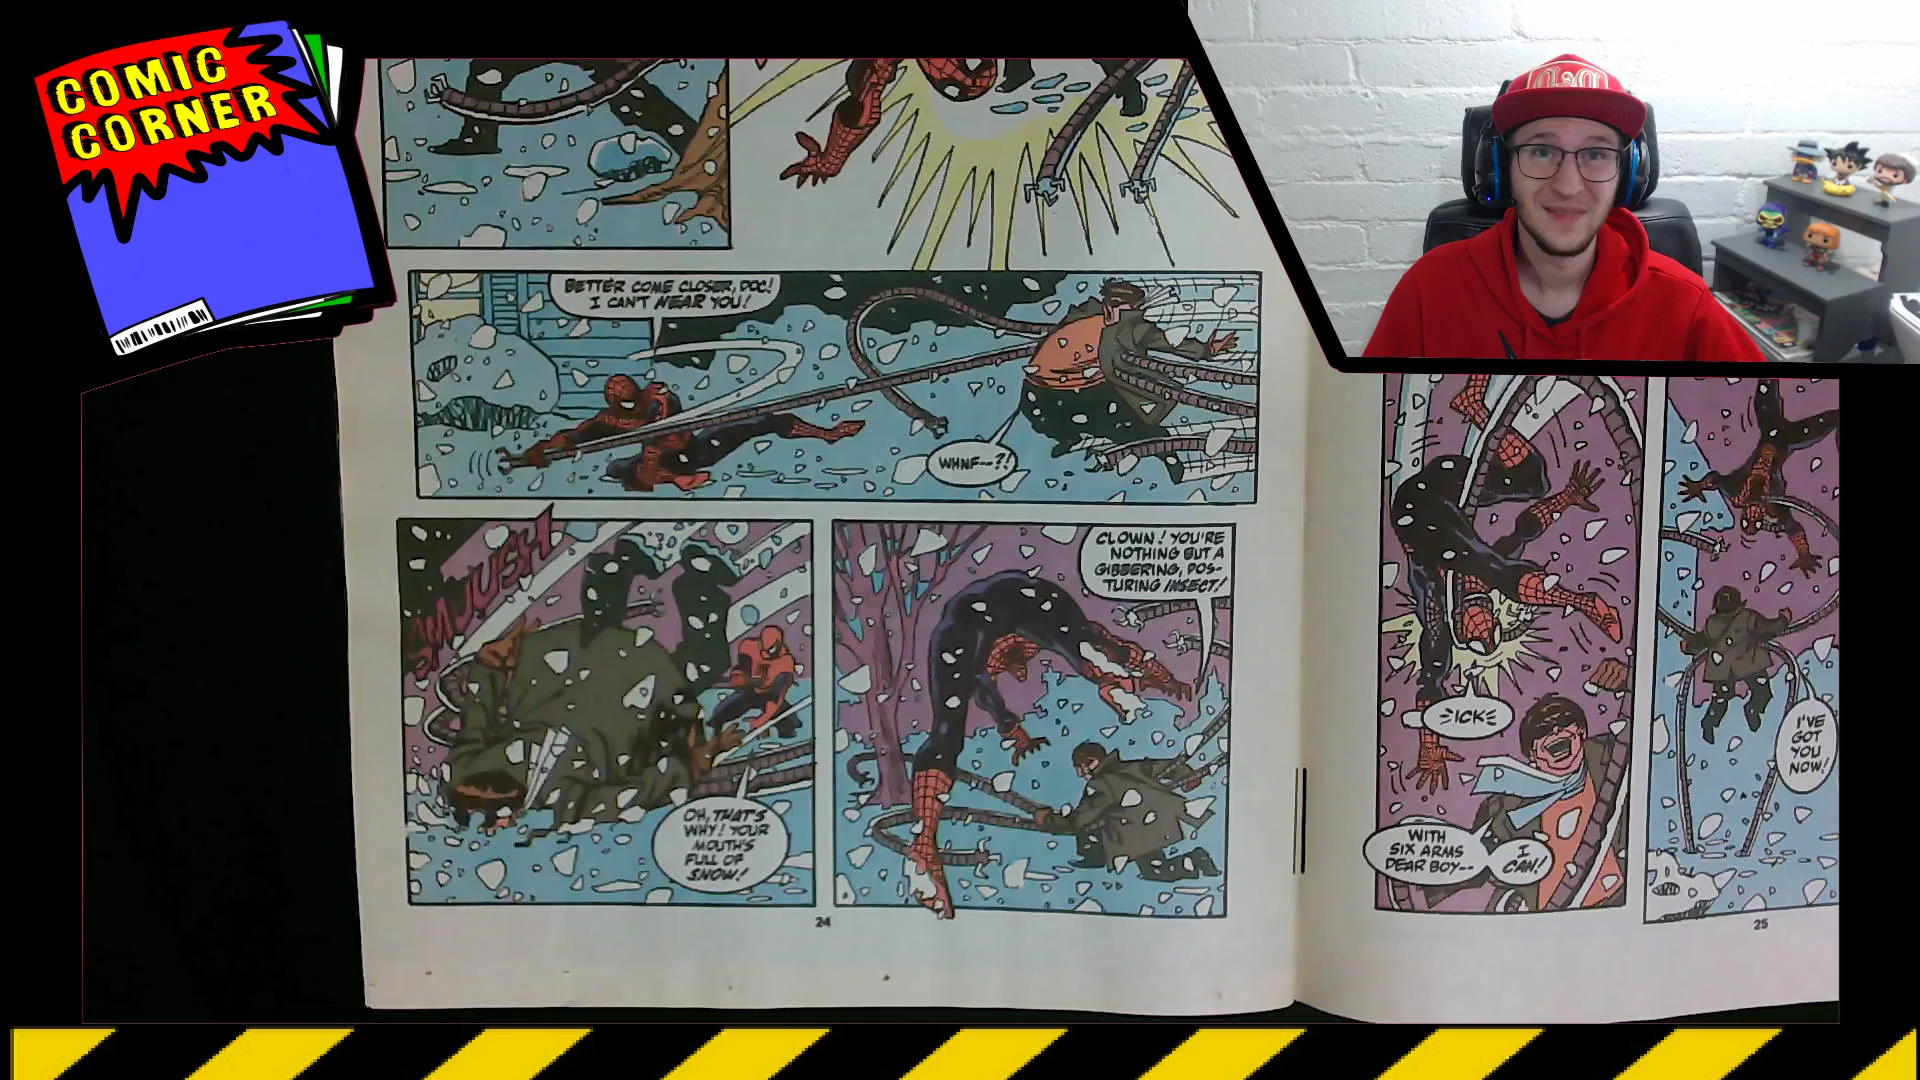 COMIC
CORNER
BETTER COME CLOSER, DOC!
I CAN'T HEAR YOU!
WHNF--?!
OH, THAT'S
WHY! YOUR
MOUTH'S
FULL OF
SNOW!
CLOWN! YOU'RE
NOTHING BUT A
GIBBERING, POS-
TURING INSECT!
24
ICK
WITH
SIX ARMS
DEAR BOY--
I
CAN!
I'VE
GOT
YOU
NOW!
25